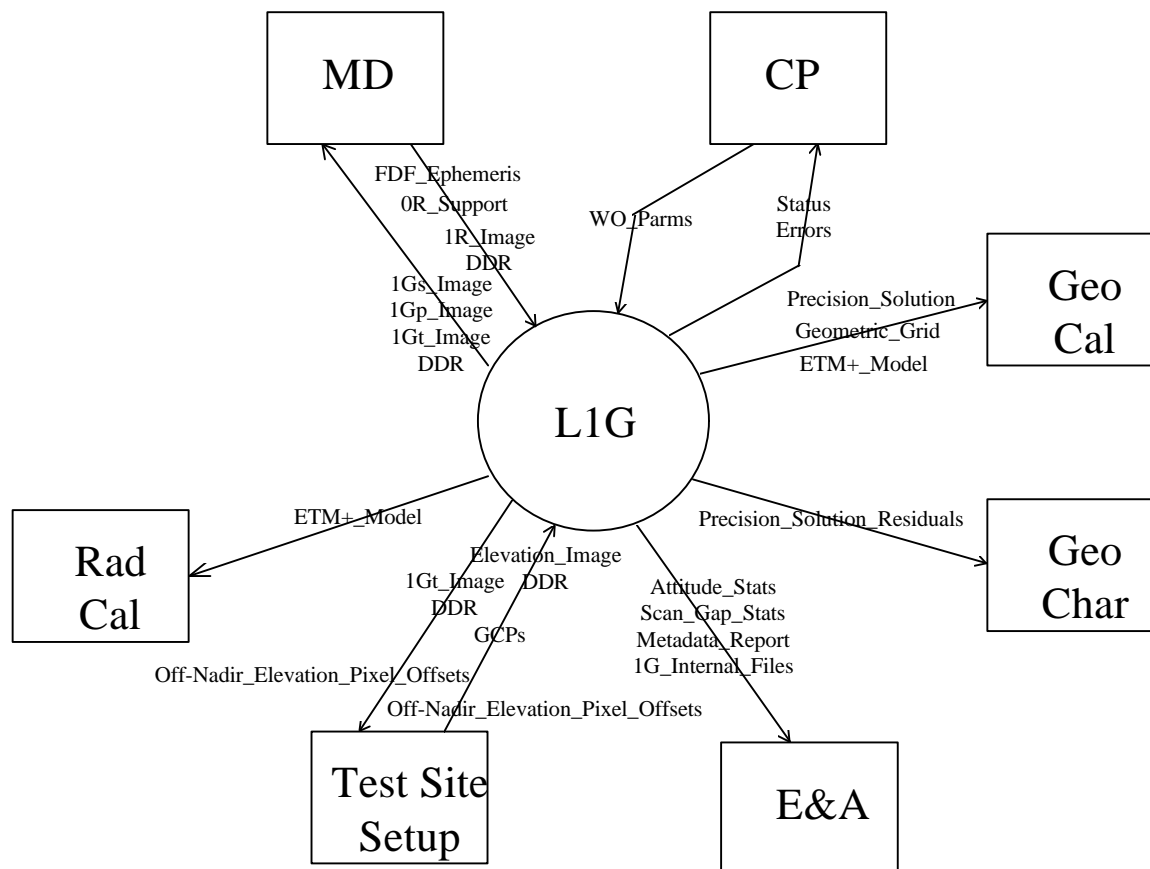 MD
CP
FDF_Ephemeris
0R_Support
1R_Image
DDR
1Gs_Image
1Gp_Image
1Gt_Image
DDR
WO_Parms
Status
Errors
Precision_Solution
Geometric_Grid
ETM+_Model
Geo
Cal
L1G
ETM+_Model
Rad
Cal
Precision_Solution_Residuals
Geo
Char
1Gt_Image
DDR
Off-Nadir_Elevation_Pixel_Offsets
Elevation_Image
DDR
GCPs
Off-Nadir_Elevation_Pixel_Offsets
Attitude_Stats
Scan_Gap_Stats
Metadata_Report
1G_Internal_Files
Test Site
Setup
E&A